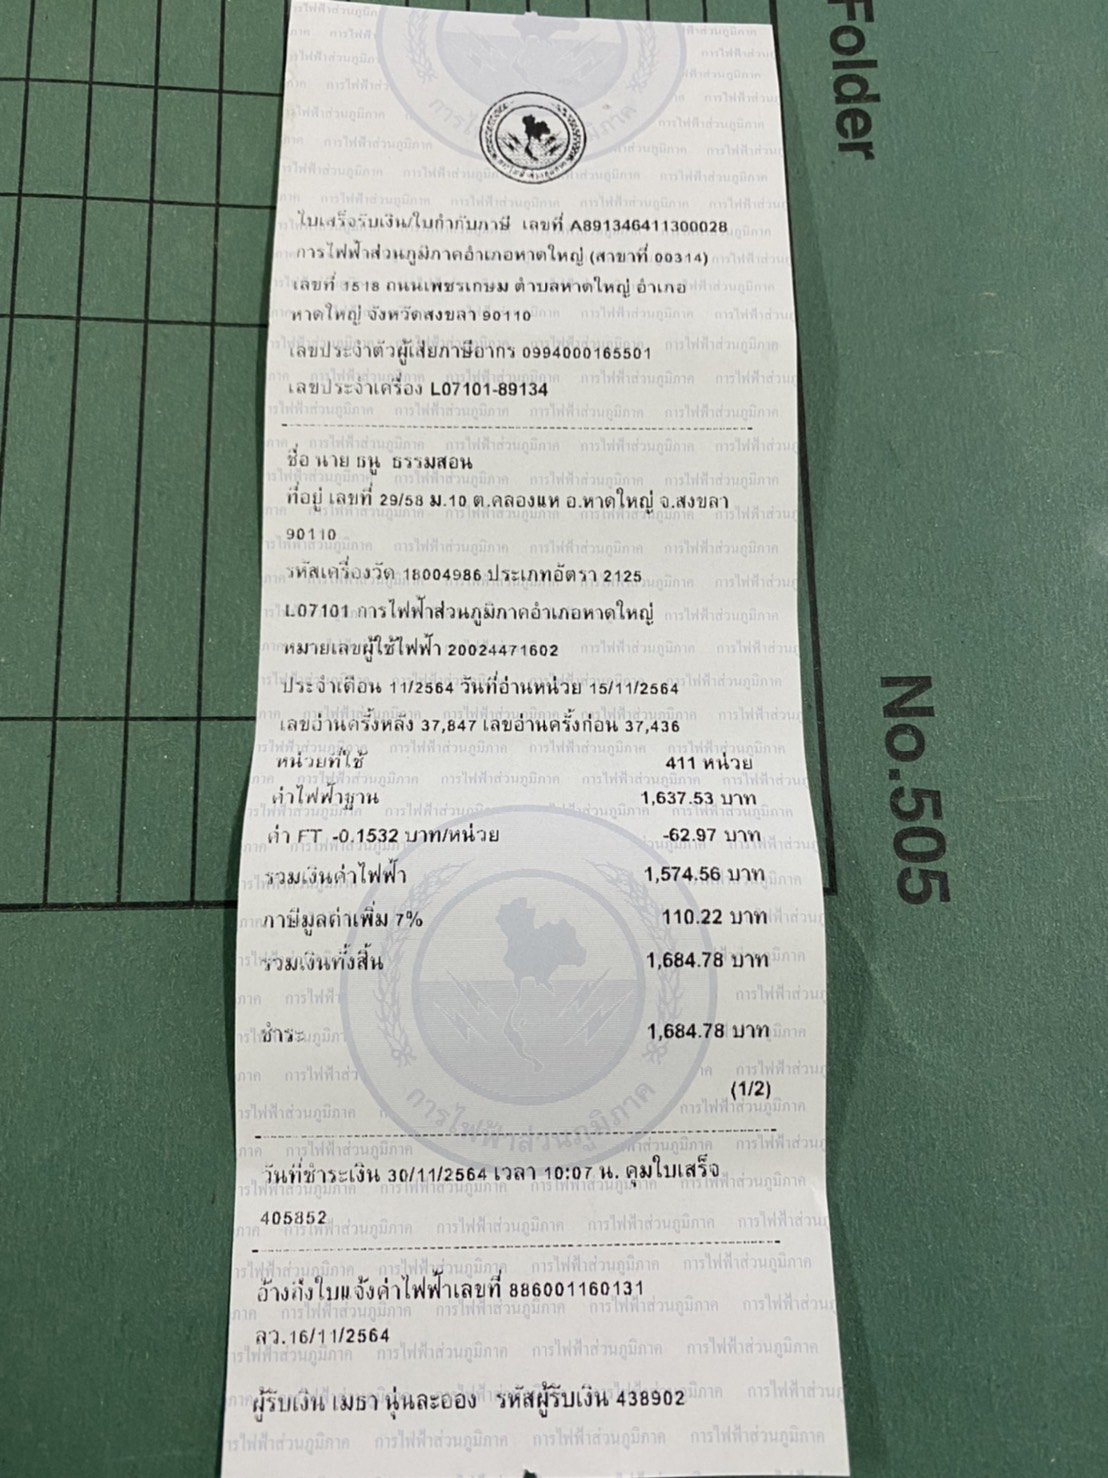 ใบเสร็จรับเงิน/ใบกำกับภาษี เลขที่ A891346411300028
การไฟฟ้าส่วนภูมิภาคอำเภอหาดใหญ่ (สาขาที่ 00314)
เลขที่ 1518 ถนนเพชรเกษม ตำบลหาดใหญ่ อำเภอ
หาดใหญ่ จังหวัดสงขลา 90110
เลขประจำตัวผู้เสียภาษีอากร 0994000165501
เลขประจำเครื่อง L07101-89134
ชื่อ นาย ธนู ธรรมสอน
ที่อยู่ เลขที่ 29/58 ม.10 ต.คลองแห อ.หาดใหญ่ จ.สงขลา
90110
รหัสเครื่องวัด 18004986 ประเภทอัตรา 2125
L07101 การไฟฟ้าส่วนภูมิภาคอำเภอหาดใหญ่
หมายเลขผู้ใช้ไฟฟ้า 20024471602
ประจำเดือน 11/2564 วันที่อ่านหน่วย 15/11/2564
เลขอ่านครั้งหลัง 37,847 เลขอ่านครั้งก่อน 37,436
หน่วยที่ใช้ 411 หน่วย
ค่าไฟฟ้าฐาน 1,637.53 บาท
ค่า FT -0.1532 บาท/หน่วย -62.97 บาท
รวมเงินค่าไฟฟ้า 1,574.56 บาท
ภาษีมูลค่าเพิ่ม 7% 110.22 บาท
รวมเงินทั้งสิ้น 1,684.78 บาท
ชำระ 1,684.78 บาท
(1/2)
การไฟฟ้าส่วนภูมิภาค
วันที่ชำระเงิน 30/11/2564 เวลา 10:07 น. คุมใบเสร็จ
405852
อ้างถึงใบแจ้งค่าไฟฟ้าเลขที่ 886001160131
ลว.16/11/2564
ผู้รับเงิน เมธา นุ่นละออง รหัสผู้รับเงิน 438902
Folder
No.505